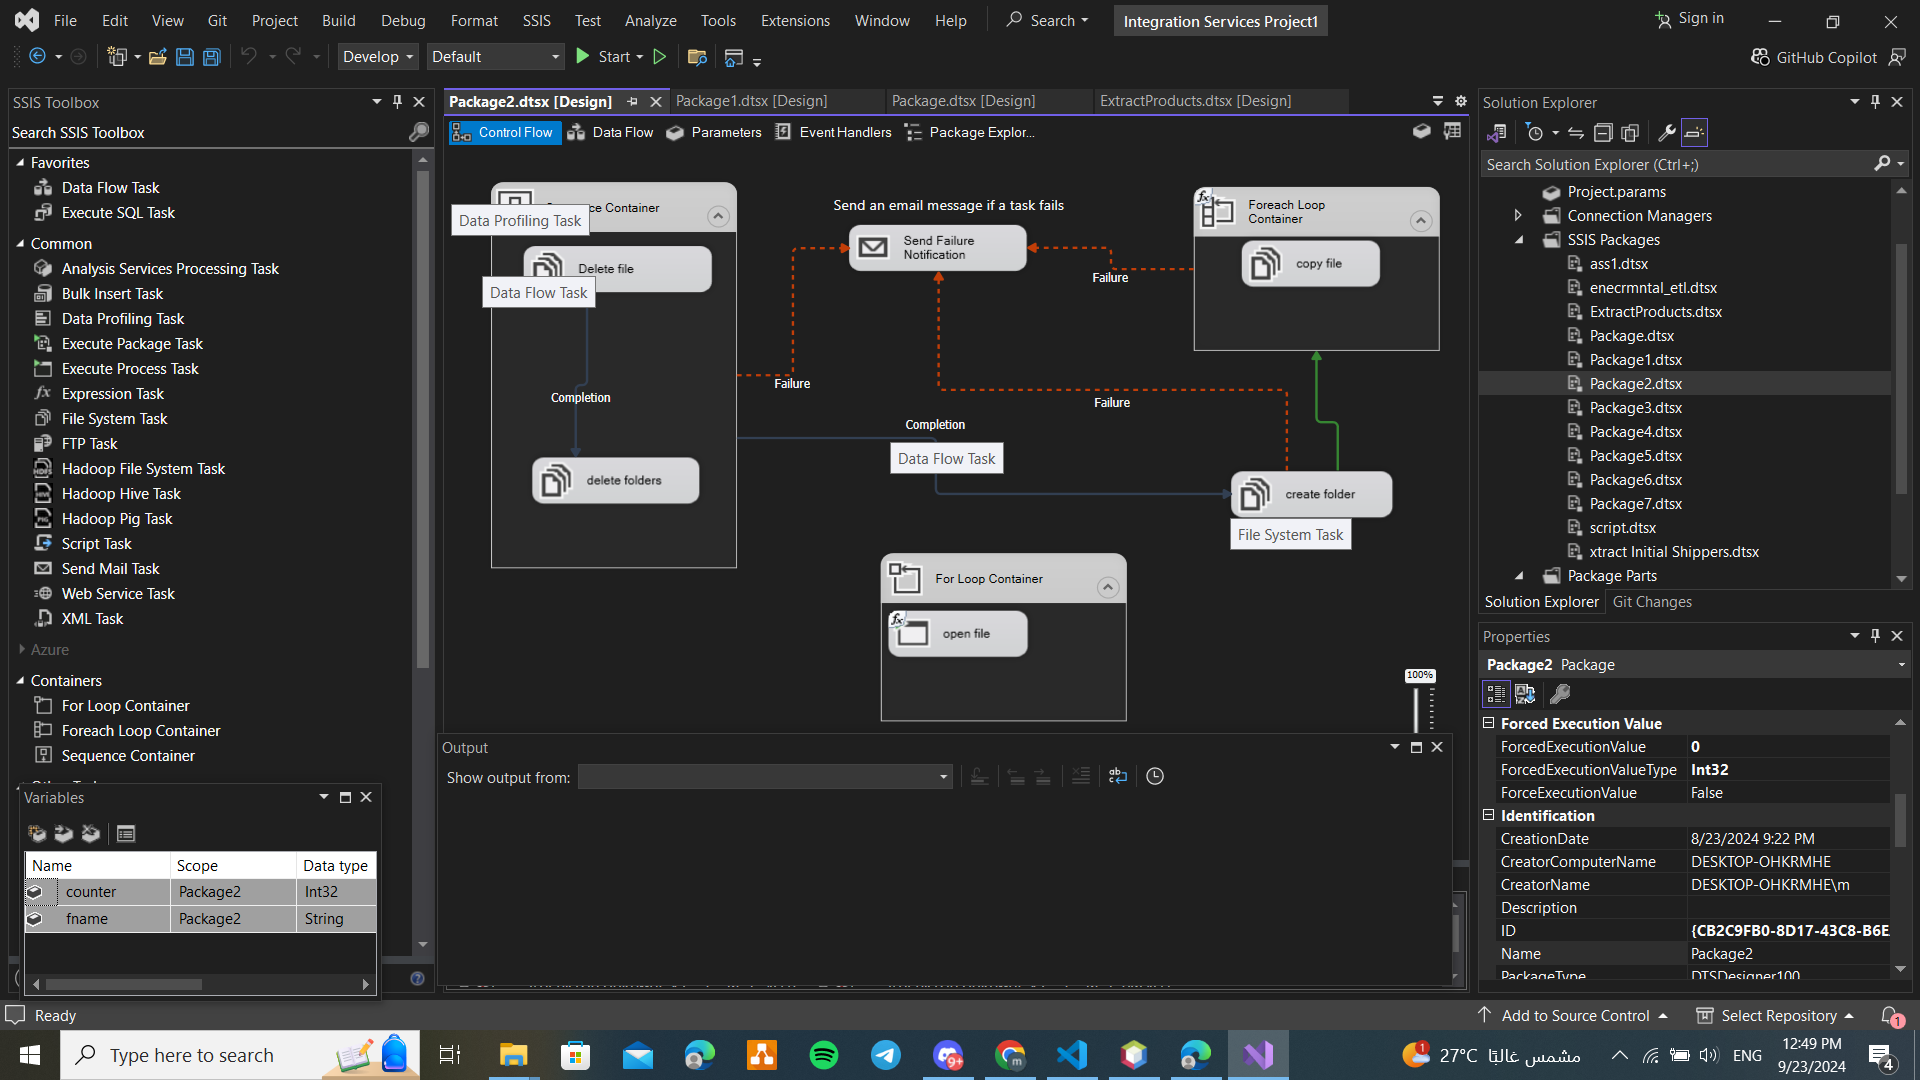 File Edit View Git Project Build Debug Format SSIS Test Analyze Tools Extensions Window Help Search Integration Services Project1 Sign in
Develop Default Start GitHub Copilot
SSIS Toolbox
Search SSIS Toolbox
Favorites
Data Flow Task
Execute SQL Task
Common
Analysis Services Processing Task
Bulk Insert Task
Data Profiling Task
Execute Package Task
Execute Process Task
Expression Task
File System Task
FTP Task
Hadoop File System Task
Hadoop Hive Task
Hadoop Pig Task
Script Task
Send Mail Task
Web Service Task
XML Task
Azure
Containers
For Loop Container
Foreach Loop Container
Sequence Container
Variables
Name Scope Data type
counter Package2 Int32
fname Package2 String
Package2.dtsx [Design] Package1.dtsx [Design] Package.dtsx [Design] ExtractProducts.dtsx [Design]
Control Flow Data Flow Parameters Event Handlers Package Explor...
Container
Data Profiling Task
Delete file
Data Flow Task
Completion
delete folders
Send an email message if a task fails
Send Failure
Notification
Failure
Failure
Failure
Foreach Loop
Container
copy file
Completion
Data Flow Task
create folder
File System Task
For Loop Container
open file
100%
Output
Show output from:
Solution Explorer
Search Solution Explorer (Ctrl+;)
Project.params
Connection Managers
SSIS Packages
ass1.dtsx
enecrmntal_etl.dtsx
ExtractProducts.dtsx
Package.dtsx
Package1.dtsx
Package2.dtsx
Package3.dtsx
Package4.dtsx
Package5.dtsx
Package6.dtsx
Package7.dtsx
script.dtsx
xtract Initial Shippers.dtsx
Package Parts
Solution Explorer Git Changes
Properties
Package2 Package
Forced Execution Value
ForcedExecutionValue 0
ForcedExecutionValueType Int32
ForceExecutionValue False
Identification
CreationDate 8/23/2024 9:22 PM
CreatorComputerName DESKTOP-OHKRMHE
CreatorName DESKTOP-OHKRMHE\m
Description
ID {CB2C9FB0-8D17-43C8-B6E
Name Package2
PackageType DTSDesigner100
Ready Add to Source Control Select Repository 1
Type here to search 9+ 1 27°C مشمس غالبًا ENG 12:49 PM
9/23/2024 4